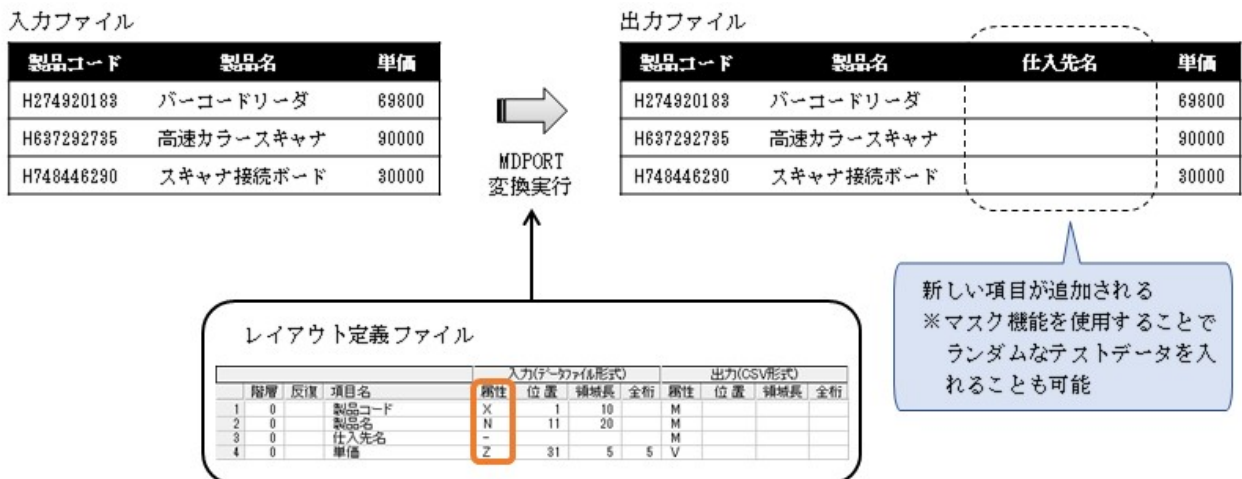 入力ファイル
製品コード 製品名 単価
H274920183 バーコードリーダ 69800
H637292735 高速カラースキャナ 90000
H748446290 スキャナ接続ボード 30000
MDPORT
変換実行
出力ファイル
製品コード 製品名 仕入先名 単価
H274920183 バーコードリーダ 69800
H637292735 高速カラースキャナ 90000
H748446290 スキャナ接続ボード 30000
新しい項目が追加される
※マスク機能を使用することで
ランダムなテストデータを入
れることも可能
レイアウト定義ファイル
入力(データファイル形式) 出力(CSV形式)
階層 反復 項目名 属性 位置 領域長 全桁 属性 位置 領域長 全桁
1 0 製品コード X 1 10 M
2 0 製品名 N 11 20 M
3 0 仕入先名 - M
4 0 単価 Z 31 5 5 V